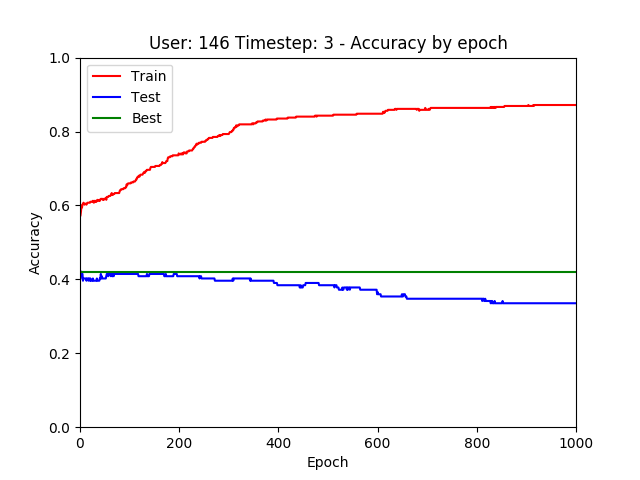 User: 146 Timestep: 3 - Accuracy by epoch
Train
Test
Best
1.0
0.8
0.6
0.4
0.2
0.0
Accuracy
0 200 400 600 800 1000
Epoch